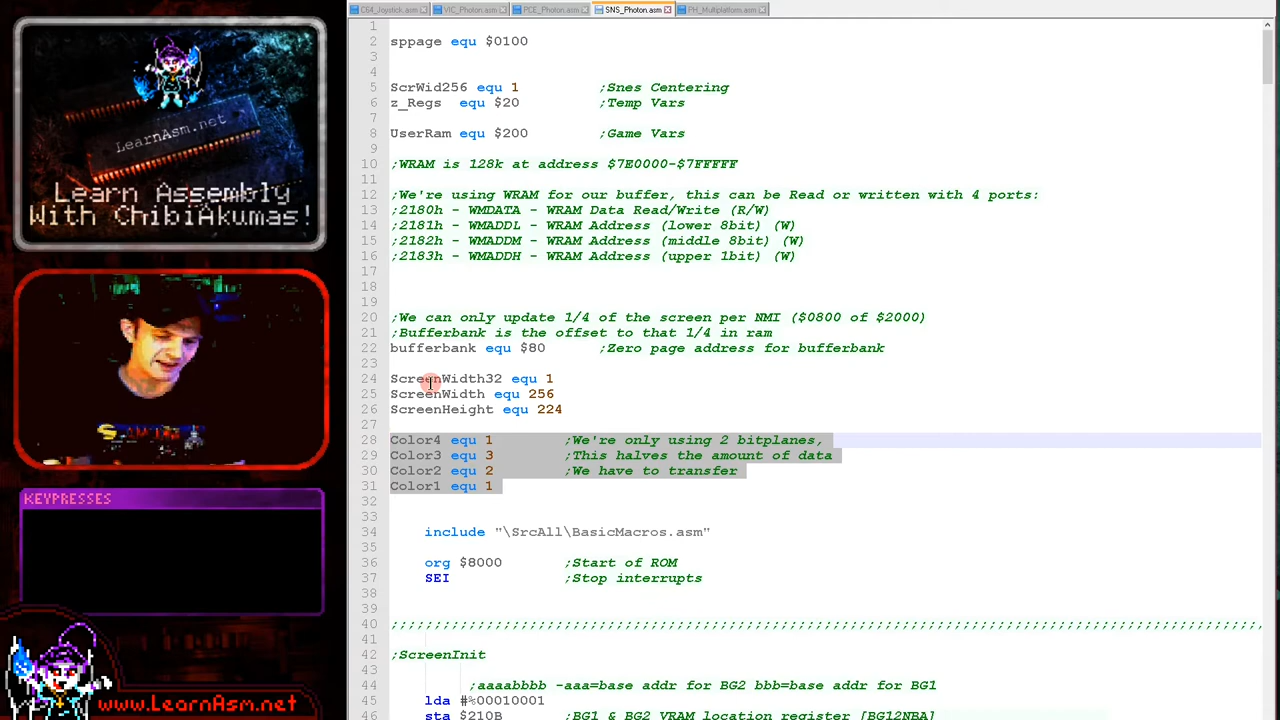 C64_Joystick.asm VIC_Photon.asm PCE_Photon.asm SNS_Photon.asm PH_Multiplatform.asm
LearnAsm.net
Learn Assembly
With ChibiAkumas!
KEYPRESSES
www.LearnAsm.net
1
2 sppage equ $0100
3
4
5 ScrWid256 equ 1 ;Snes Centering
6 z_Regs equ $20 ;Temp Vars
7
8 UserRam equ $200 ;Game Vars
9
10 ;WRAM is 128k at address $7E0000-$7FFFFF
11
12 ;We're using WRAM for our buffer, this can be Read or written with 4 ports:
13 ;2180h - WMDATA - WRAM Data Read/Write (R/W)
14 ;2181h - WMADDL - WRAM Address (lower 8bit) (W)
15 ;2182h - WMADDM - WRAM Address (middle 8bit) (W)
16 ;2183h - WMADDH - WRAM Address (upper 1bit) (W)
17
18
19
20 ;We can only update 1/4 of the screen per NMI ($0800 of $2000)
21 ;Bufferbank is the offset to that 1/4 in ram
22 bufferbank equ $80 ;Zero page address for bufferbank
23
24 ScreenWidth32 equ 1
25 ScreenWidth equ 256
26 ScreenHeight equ 224
27
28 Color4 equ 1 ;We're only using 2 bitplanes,
29 Color3 equ 3 ;This halves the amount of data
30 Color2 equ 2 ;We have to transfer
31 Color1 equ 1
32
33
34 include "\SrcAll\BasicMacros.asm"
35
36 org $8000 ;Start of ROM
37 SEI ;Stop interrupts
38
39
40 ;;;;;;;;;;;;;;;;;;;;;;;;;;;;;;;;;;;;;;;;;;;;;;;;;;;;;;;;;;;;;;;;;;;;;;;;;;;;;;;;;;;;;;;;;;;;;;;;;;;;;
41
42 ;ScreenInit
43
44 ;aaaabbbb -aaa=base addr for BG2 bbb=base addr for BG1
45 lda #%00010001
46 sta $210B ;BG1 & BG2 VRAM location register [BG12NBA]